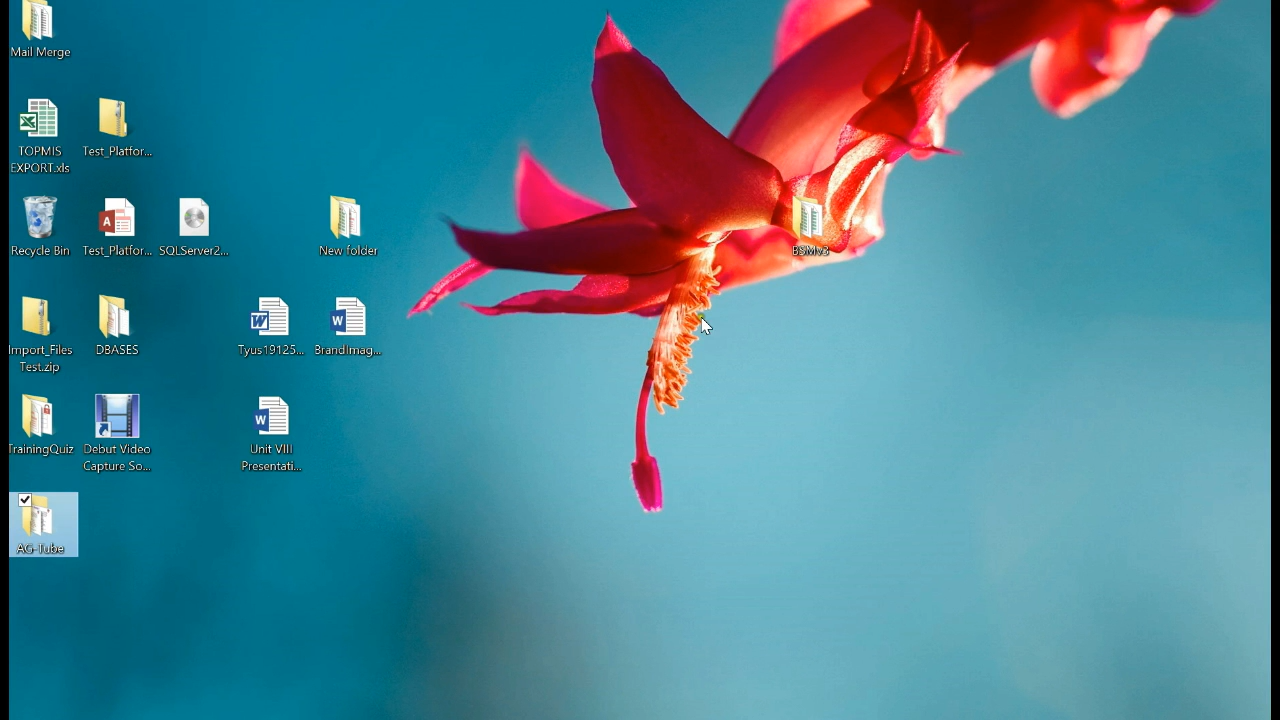 Mail Merge
TOPMIS
EXPORT.xls
Test_Platfor...
Recycle Bin
Test_Platfor...
SQLServer2...
New folder
BSMv3
Import_Files
Test.zip
DBASES
Tyus19125...
BrandImag...
TrainingQuiz
Debut Video
Capture So...
Unit VIII
Presentati...
AG-Tube